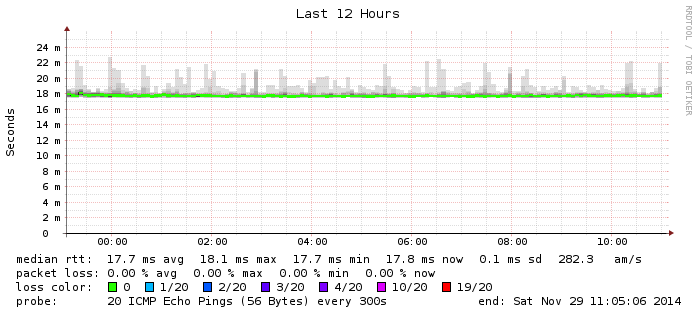 Last 12 Hours
RRDTOOL / TOBI OETIKER
Seconds
24 m
22 m
20 m
18 m
16 m
14 m
12 m
10 m
8 m
6 m
4 m
2 m
0
00:00 02:00 04:00 06:00 08:00 10:00
median rtt: 17.7 ms avg 18.1 ms max 17.7 ms min 17.8 ms now 0.1 ms sd 282.3 am/s
packet loss: 0.00 % avg 0.00 % max 0.00 % min 0.00 % now
loss color: 0 1/20 2/20 3/20 4/20 10/20 19/20
probe: 20 ICMP Echo Pings (56 Bytes) every 300s end: Sat Nov 29 11:05:06 2014